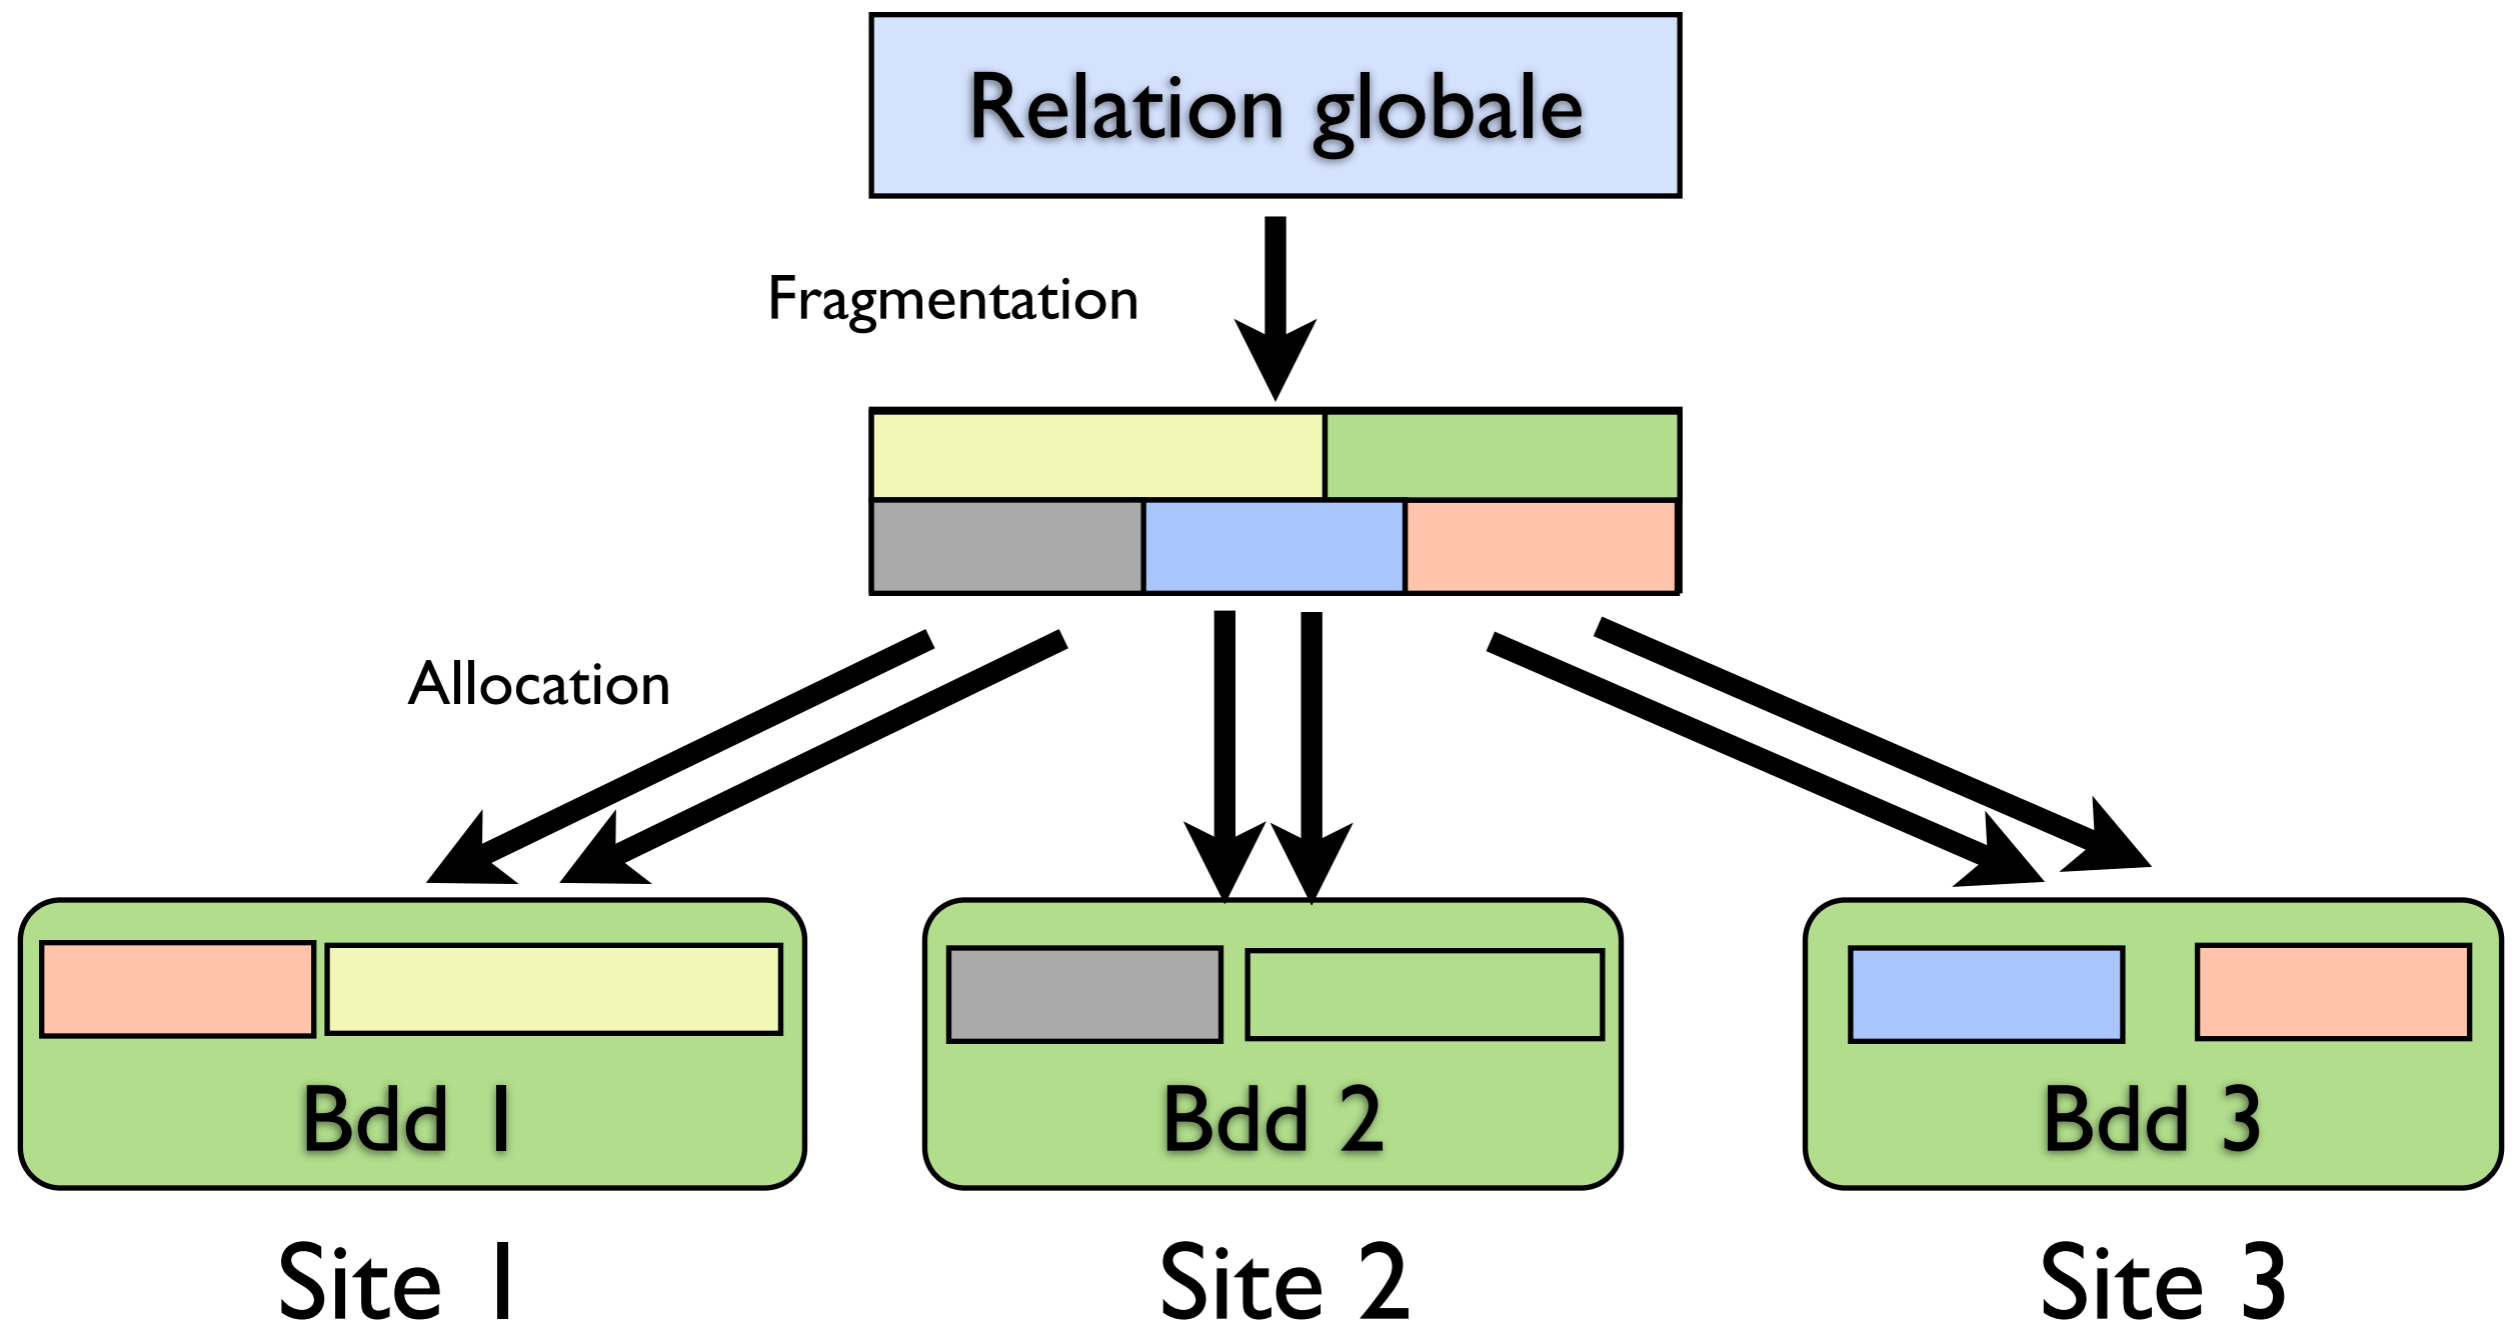 Relation globale
Fragmentation
Allocation
Bdd 1
Bdd 2
Bdd 3
Site 1
Site 2
Site 3